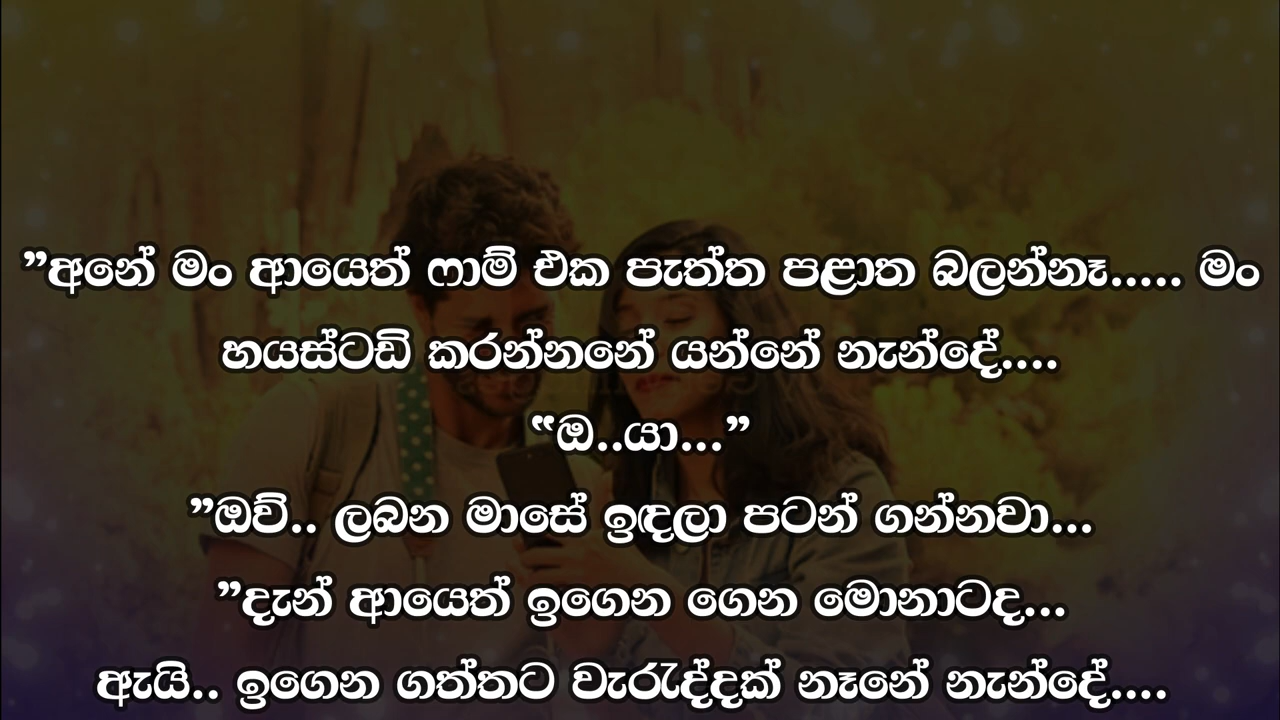 ”අනේ මං ආයෙත් ෆාම් එක පැත්ත පළාත බලන්නෑ..... මං
හයස්ටඩි කරන්නනේ යන්නේ නැන්දේ....
“ඔ..යා...”
”ඔව්.. ලබන මාසේ ඉඳලා පටන් ගන්නවා...
”දැන් ආයෙත් ඉගෙන ගෙන මොනාටද...
ඇයි.. ඉගෙන ගත්තට වැරැද්දක් නෑනේ නැන්දේ....